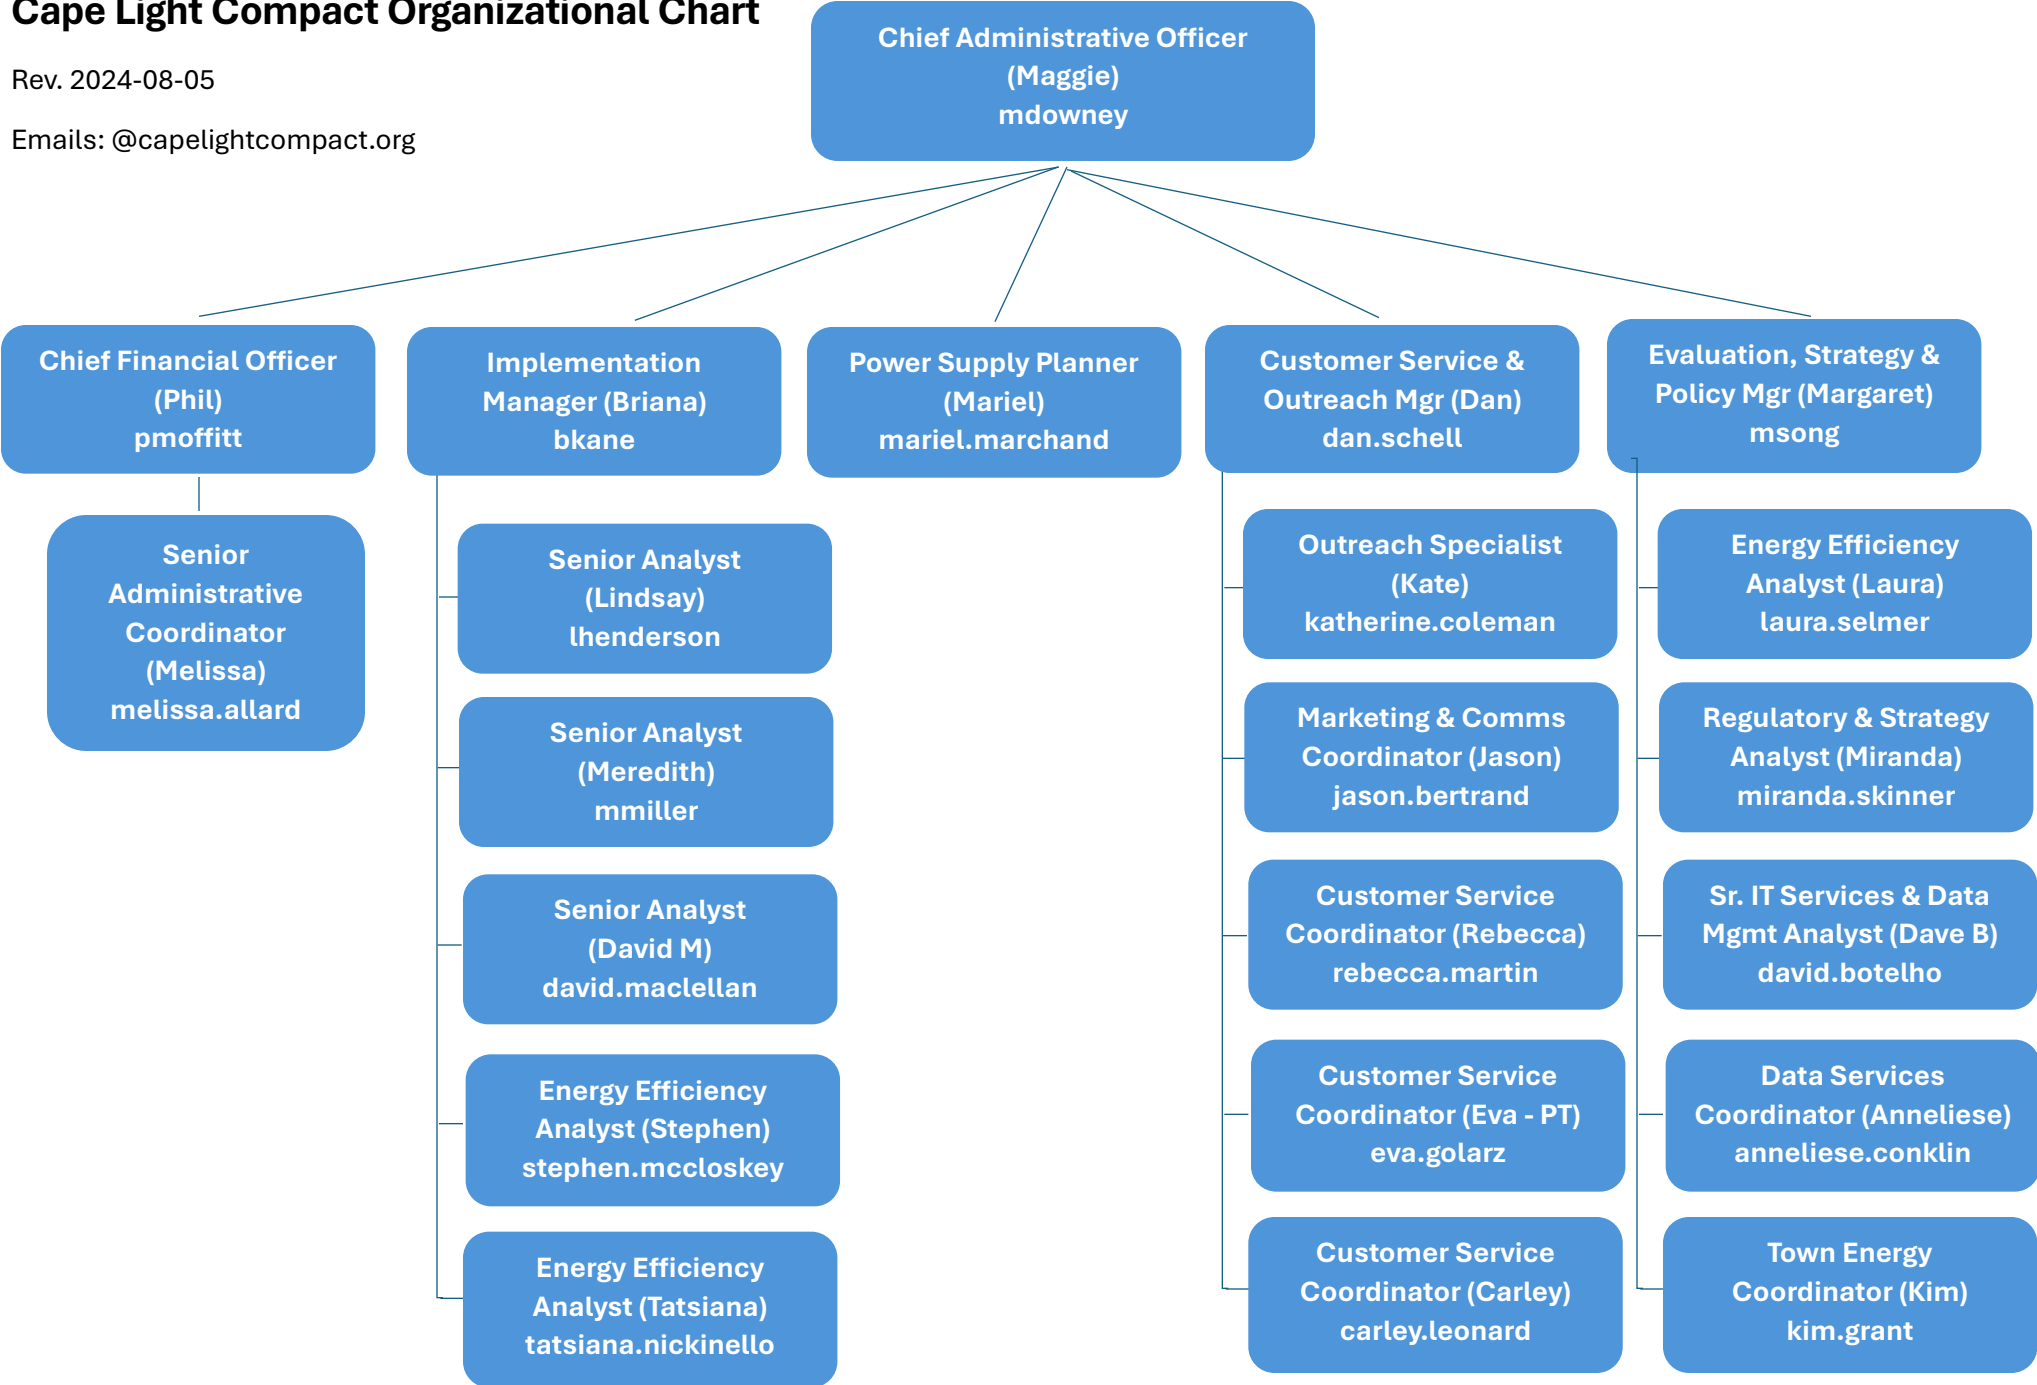 Cape Light Compact Organizational Chart
Rev. 2024-08-05
Emails: @capelightcompact.org
Chief Administrative Officer
(Maggie)
mdowney
Chief Financial Officer
(Phil)
pmoffitt
Implementation
Manager (Briana)
bkane
Power Supply Planner
(Mariel)
mariel.marchand
Customer Service &
Outreach Mgr (Dan)
dan.schell
Evaluation, Strategy &
Policy Mgr (Margaret)
msong
Senior
Administrative
Coordinator
(Melissa)
melissa.allard
Senior Analyst
(Lindsay)
lhenderson
Senior Analyst
(Meredith)
mmiller
Senior Analyst
(David M)
david.maclellan
Energy Efficiency
Analyst (Stephen)
stephen.mccloskey
Energy Efficiency
Analyst (Tatsiana)
tatsiana.nickinello
Outreach Specialist
(Kate)
katherine.coleman
Marketing & Comms
Coordinator (Jason)
jason.bertrand
Customer Service
Coordinator (Rebecca)
rebecca.martin
Customer Service
Coordinator (Eva - PT)
eva.golarz
Customer Service
Coordinator (Carley)
carley.leonard
Energy Efficiency
Analyst (Laura)
laura.selmer
Regulatory & Strategy
Analyst (Miranda)
miranda.skinner
Sr. IT Services & Data
Mgmt Analyst (Dave B)
david.botelho
Data Services
Coordinator (Anneliese)
anneliese.conklin
Town Energy
Coordinator (Kim)
kim.grant